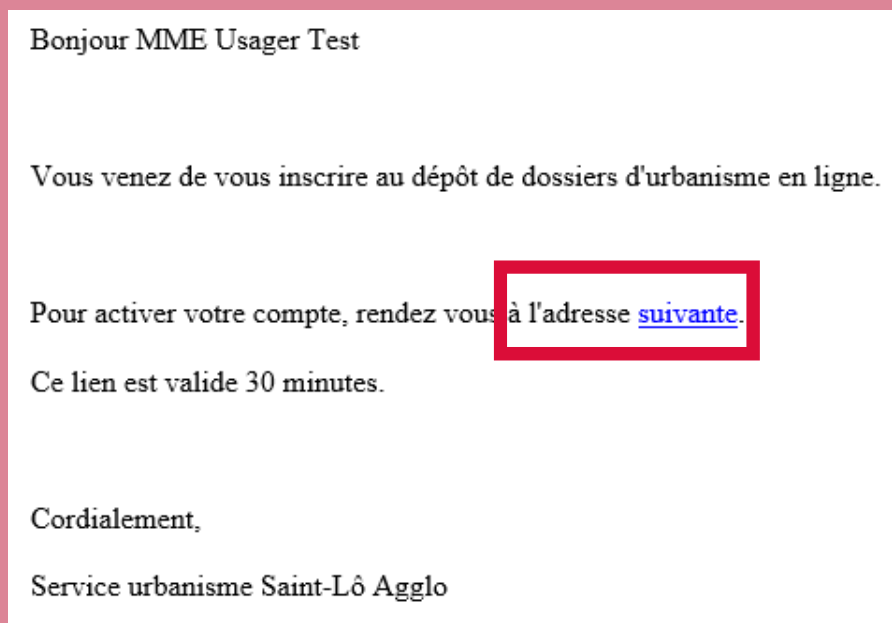 Bonjour MME Usager Test
Vous venez de vous inscrire au dépôt de dossiers d'urbanisme en ligne.
Pour activer votre compte, rendez vous à l'adresse suivante.
Ce lien est valide 30 minutes.
Cordialement,
Service urbanisme Saint-Lô Agglo